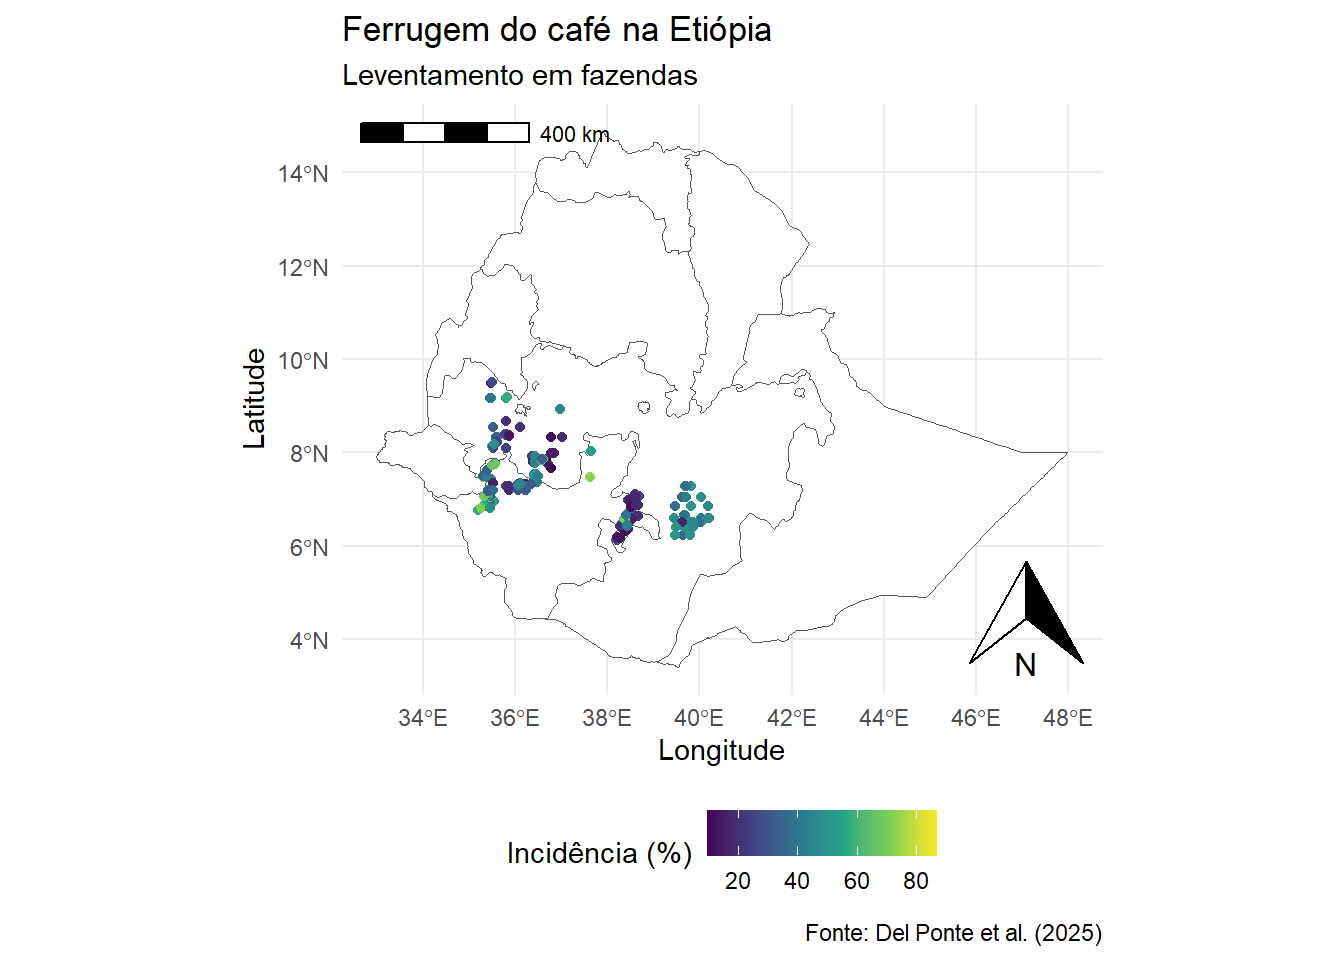 Ferrugem do café na Etiópia
Leventamento em fazendas
400 km
14°N
12°N
10°N
8°N
6°N
4°N
Latitude
N
34°E 36°E 38°E 40°E 42°E 44°E 46°E 48°E
Longitude
Incidência (%)
20 40 60 80
Fonte: Del Ponte et al. (2025)